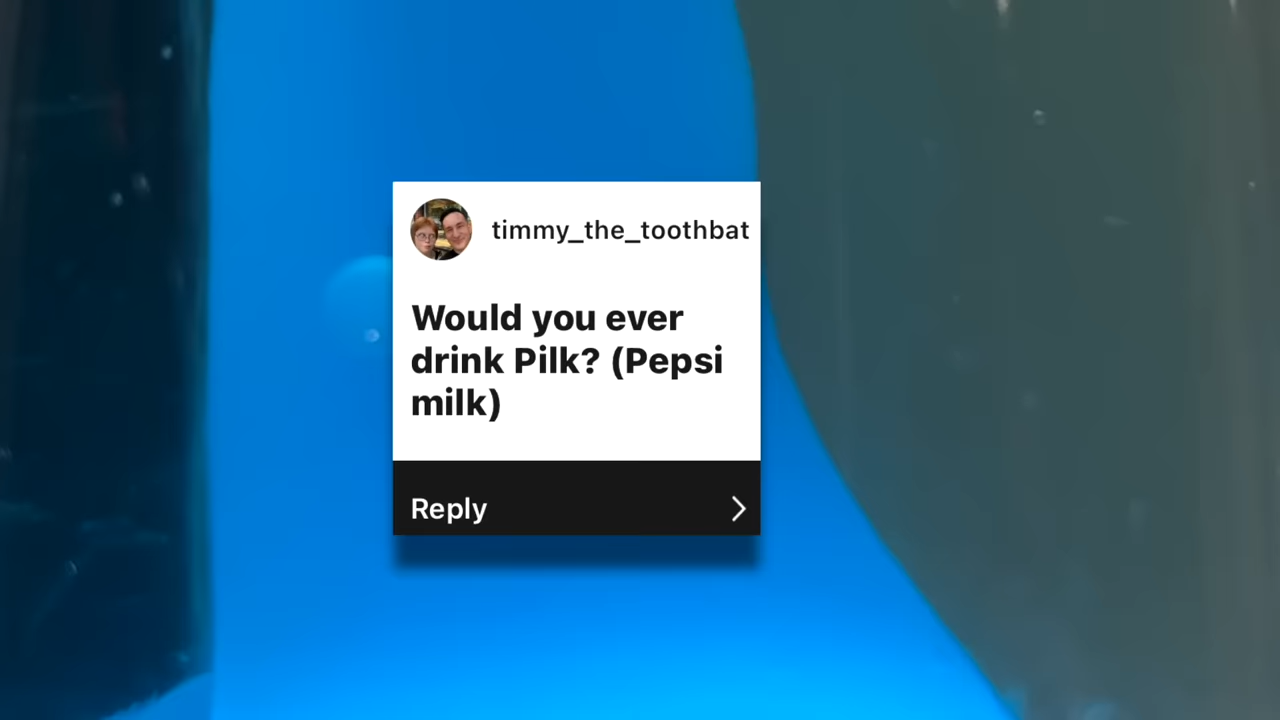 timmy_the_toothbat
Would you ever
drink Pilk? (Pepsi
milk)
Reply